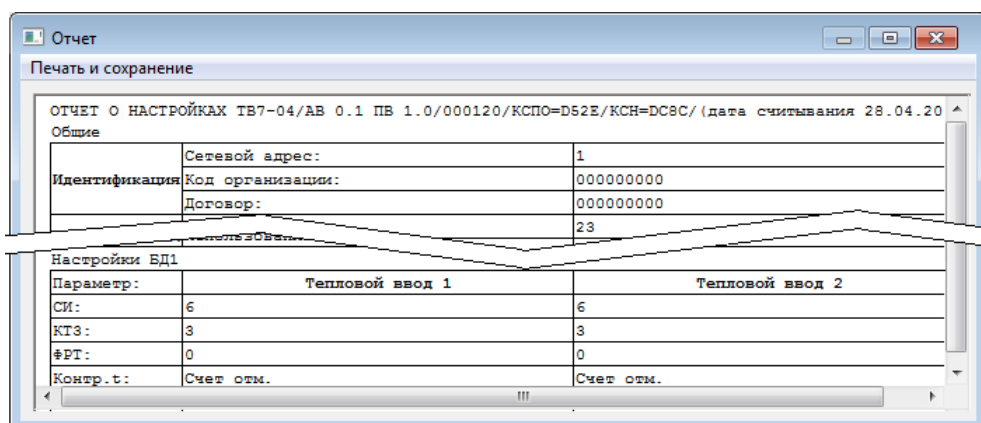 Отчет
Печать и сохранение
ОТЧЕТ О НАСТРОЙКАХ ТВ7-04/АВ 0.1 ПВ 1.0/000120/КСПО=D52E/КСН=DC8C/(дата считывания 28.04.20
Общие
Идентификация Сетевой адрес: 1
Код организации: 000000000
Договор: 000000000
23
Настройки БД1
Параметр: Тепловой ввод 1 Тепловой ввод 2
СИ: 6 6
КТ3: 3 3
ФРТ: 0 0
Контр.t: Счет отм. Счет отм.